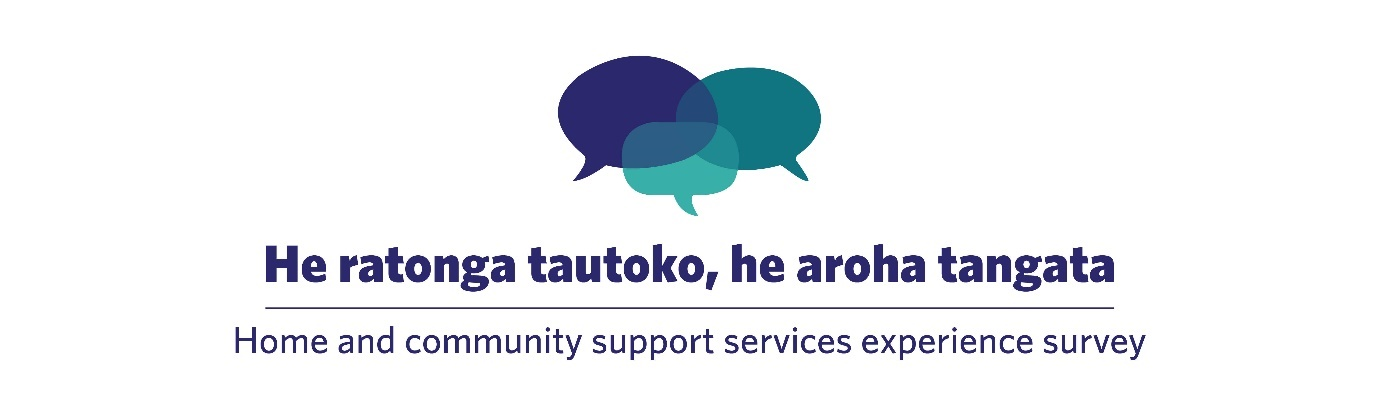 He ratonga tautoko, he aroha tangata
Home and community support services experience survey